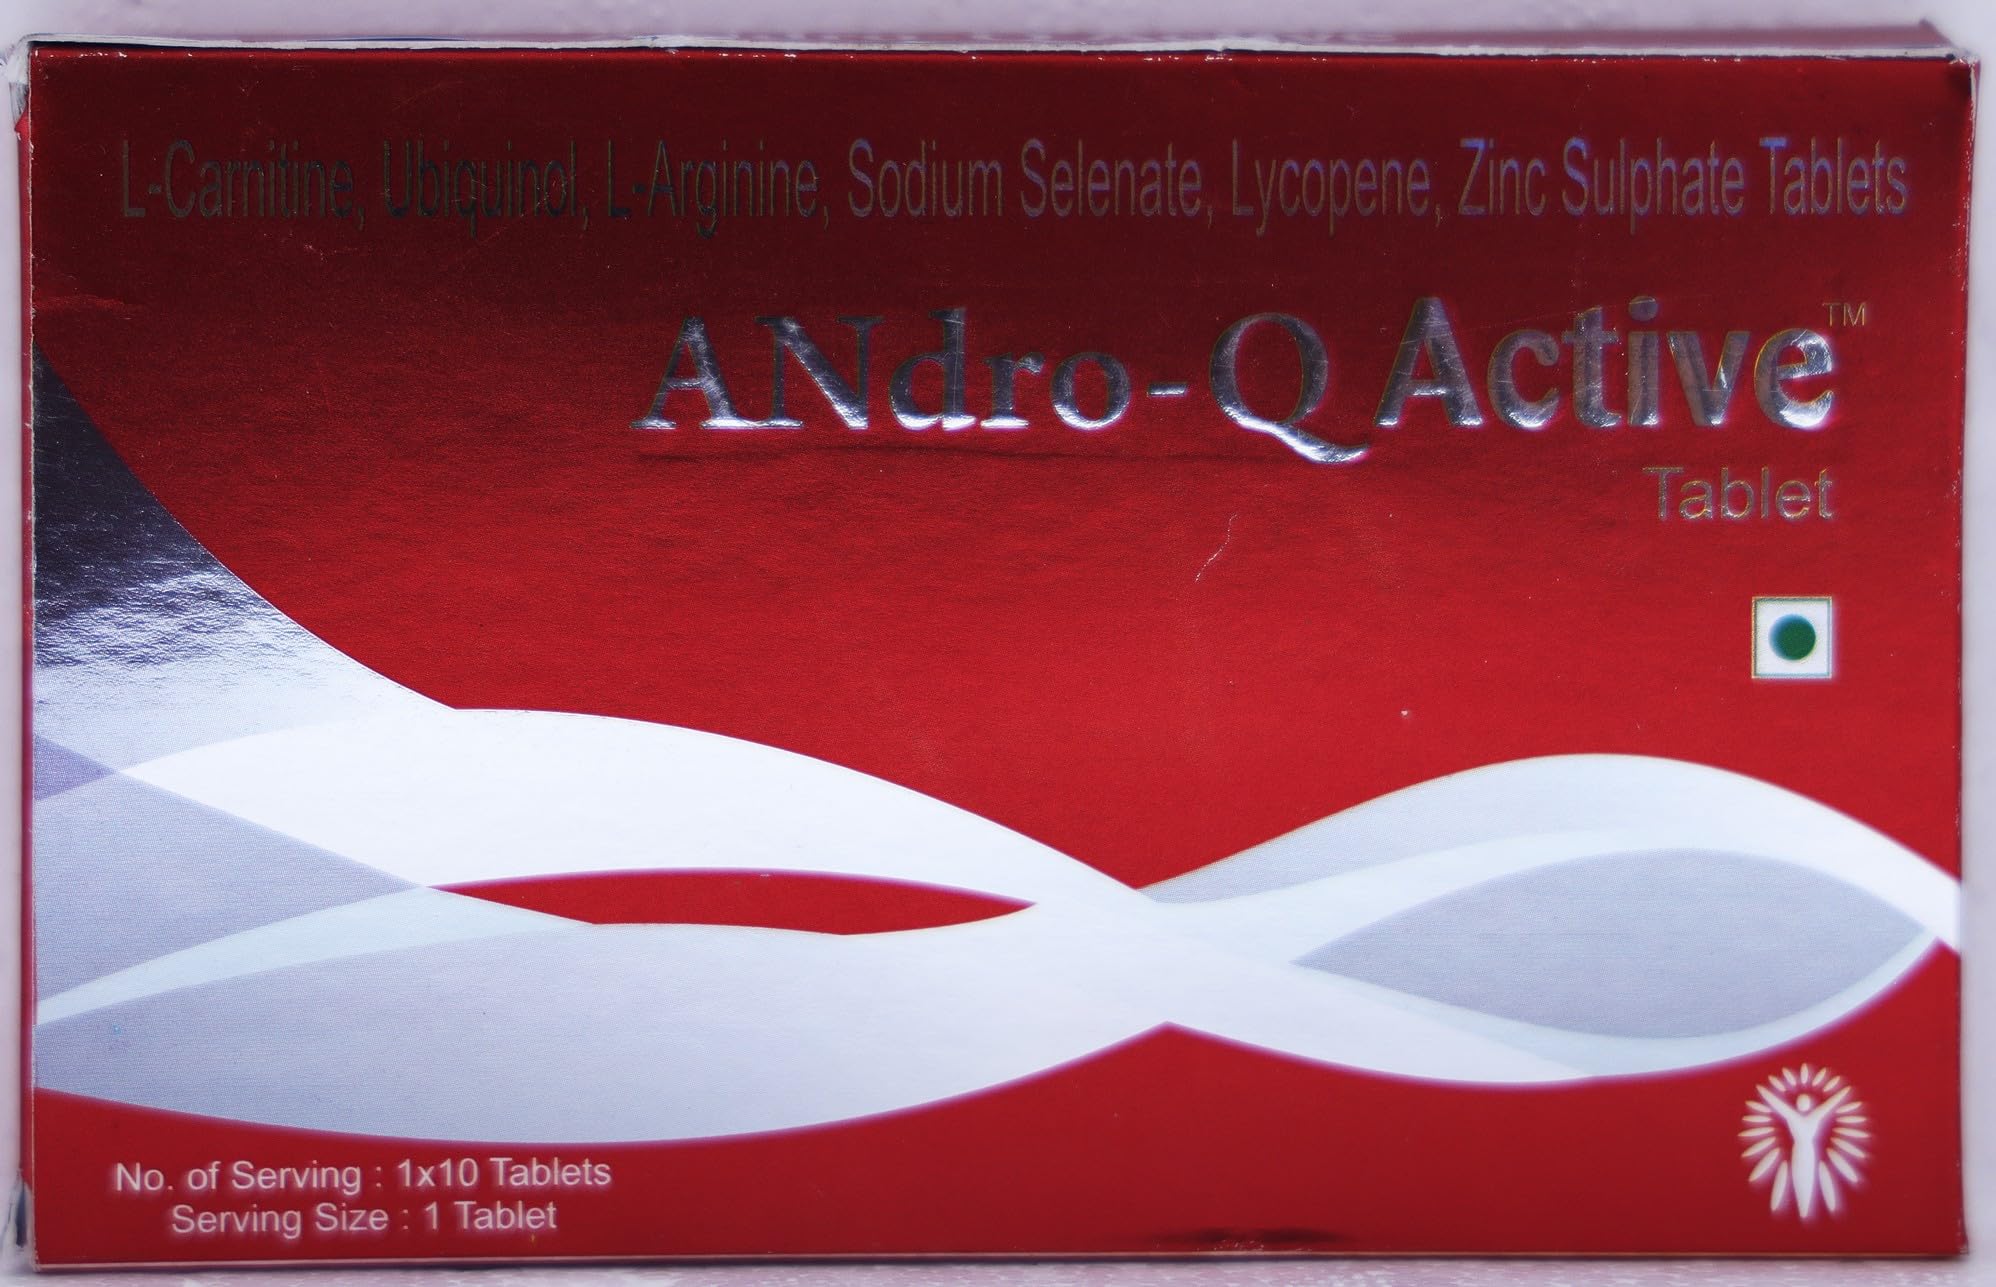 L-Carnitine, Ubiquinol, L-Arginine, Sodium Selenate, Lycopene, Zinc Sulphate Tablets
ANdro-Q Active™
Tablet
No. of Serving : 1x10 Tablets
Serving Size : 1 Tablet